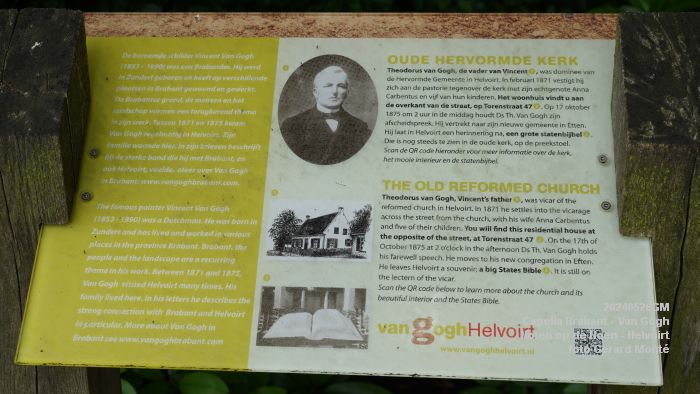 De beroemde schilder Vincent Van Gogh
(1853 - 1890) was een Brabander. Hij werd
in Zundert geboren en heeft op verschillende
plaatsen in Brabant gewoond en gewerkt.
De Brabantse grond, de mensen en het
landschap vormen een terugkerend thema
in zijn werk. Tussen 1871 en 1875 kwam
Van Gogh regelmatig in Helvoirt. Zijn
familie woonde hier. In zijn brieven beschrijft
hij de sterke band die hij met Brabant, en
ook Helvoirt, voelde. Meer over Van Gogh
in Brabant: www.vangoghbrabant.com.
The famous painter Vincent Van Gogh
(1853 - 1990) was a Dutchman. He was born in
Zundert and has lived and worked in various
places in the province Brabant. Brabant, the
people and the landscape are a recurring
theme in his work. Between 1871 and 1875,
Van Gogh visited Helvoirt many times. His
family lived here. In his letters he describes the
strong connection with Brabant and Helvoirt
in particular. More about Van Gogh in
Brabant see www.vangoghbrabant.com
OUDE HERVORMDE KERK
Theodorus van Gogh, de vader van Vincent, was dominee van
de Hervormde Gemeente in Helvoirt. In februari 1871 vestigt hij
zich aan de pastorie tegenover de kerk met zijn echtgenote Anna
Carbentus en vijf van hun kinderen. Het woonhuis vindt u aan
de overkant van de straat, op Torenstraat 47. Op 17 oktober
1875 om 2 uur in de middag houdt Ds Th. Van Gogh zijn
afscheidspreek. Hij vertrekt naar zijn nieuwe gemeente in Etten.
Hij laat in Helvoirt een herinnering na, een grote statenbijbel.
Die is nog steeds te zien in de oude kerk, op de preekstoel.
Scan de QR code hieronder voor meer informatie over de kerk,
het mooie interieur en de statenbijbel.
THE OLD REFORMED CHURCH
Theodorus van Gogh, Vincent's father, was vicar of the
reformed church in Helvoirt. In 1871 he settles into the vicarage
across the street from the church, with his wife Anna Carbentus
and five of their children. You will find this residential house at
the opposite of the street, at Torenstraat 47. On the 17th of
October 1875 at 2 o'clock in the afternoon Ds Th. Van Gogh holds
his farewell speech. He moves to his new congregation in Etten.
He leaves Helvoirt a souvenir: a big States Bible. It is still on
the lectern of the vicar.
Scan the QR code below to learn more about the church and its
beautiful interior and the States Bible.
vangoghHelvoirt
www.vangoghhelvoirt.nl
20240526GM
Capella Brabant - Van Gogh
Helvoirt
foto Gerard Monté